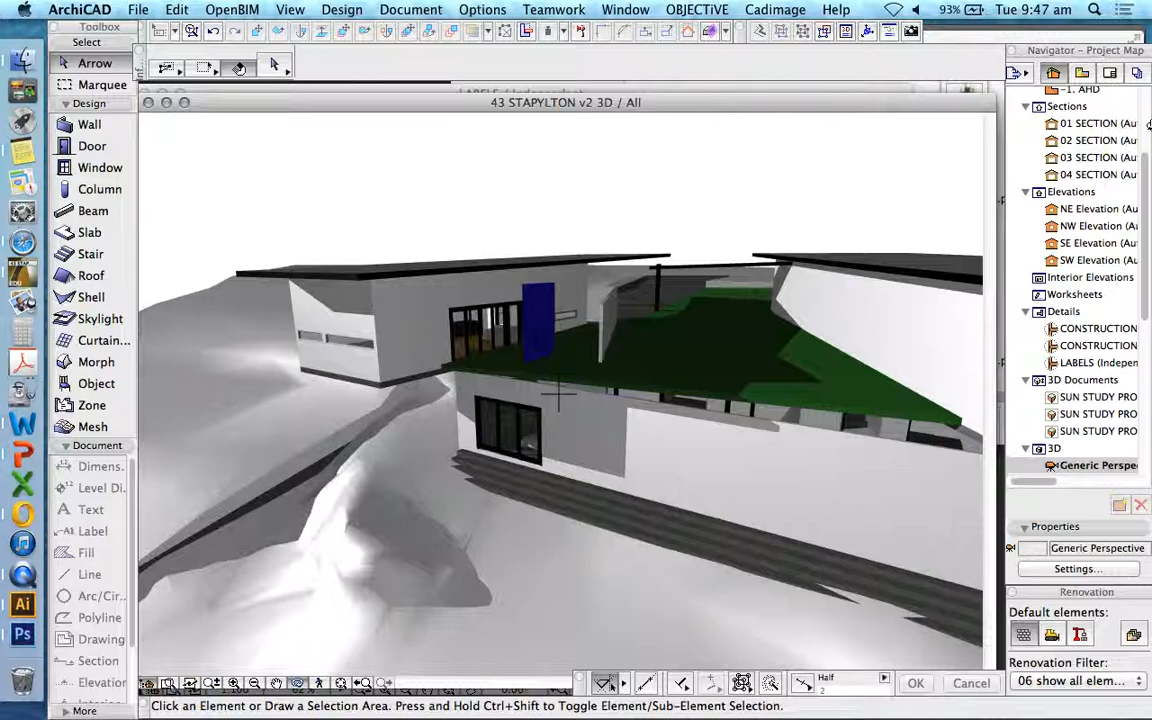 ArchiCAD File Edit OpenBIM View Design Document Options Teamwork Window OBJECTiVE Cadimage Help 93% Tue 9:47 am
Toolbox
Select
Arrow
Marquee
Design
Wall
Door
Window
Column
Beam
Slab
Stair
Roof
Shell
Skylight
Curtain...
Morph
Object
Zone
Mesh
Document
Dimens...
Level Di...
Text
Label
Fill
Line
Arc/Cir...
Polyline
Drawing
Section
Elevation
More
43 STAPYLTON v2 3D / All
Navigator - Project Map
-1. AHD
Sections
01 SECTION (Au
02 SECTION (Au
03 SECTION (Au
04 SECTION (Au
Elevations
NE Elevation (Au
NW Elevation (Au
SE Elevation (Au
SW Elevation (Au
Interior Elevations
Worksheets
Details
CONSTRUCTION
CONSTRUCTION
LABELS (Indepen
3D Documents
SUN STUDY PRO
SUN STUDY PRO
SUN STUDY PRO
3D
Generic Perspe
Properties
Generic Perspective
Settings...
Renovation
Default elements:
Renovation Filter:
06 show all elem...
Half
2
OK
Cancel
Click an Element or Draw a Selection Area. Press and Hold Ctrl+Shift to Toggle Element/Sub-Element Selection.